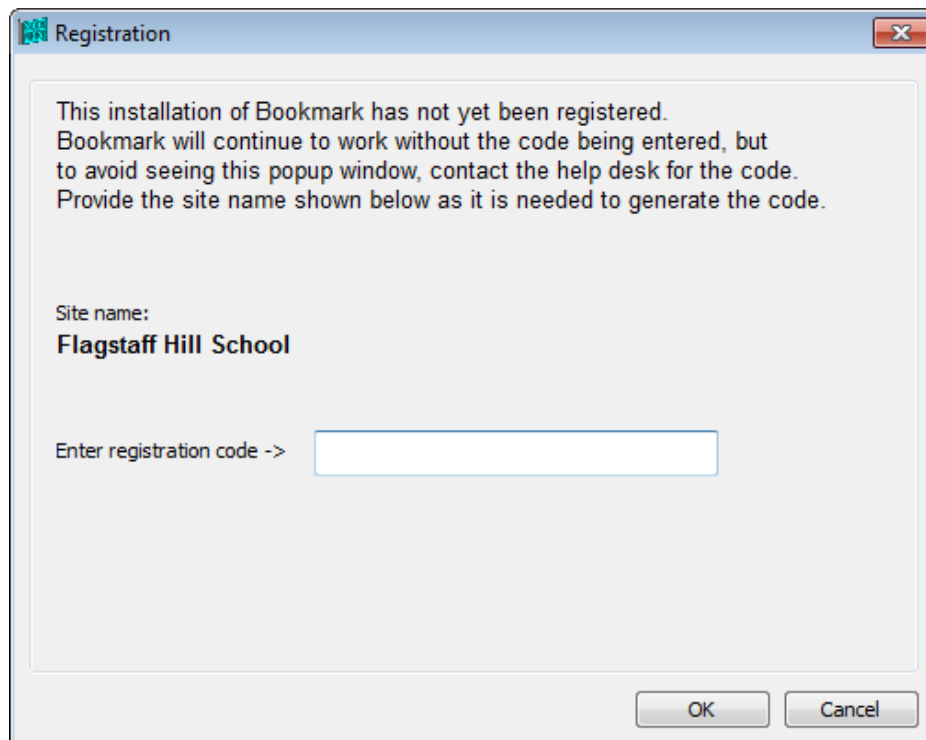 Registration
This installation of Bookmark has not yet been registered.
Bookmark will continue to work without the code being entered, but
to avoid seeing this popup window, contact the help desk for the code.
Provide the site name shown below as it is needed to generate the code.
Site name:
Flagstaff Hill School
Enter registration code ->
OK Cancel